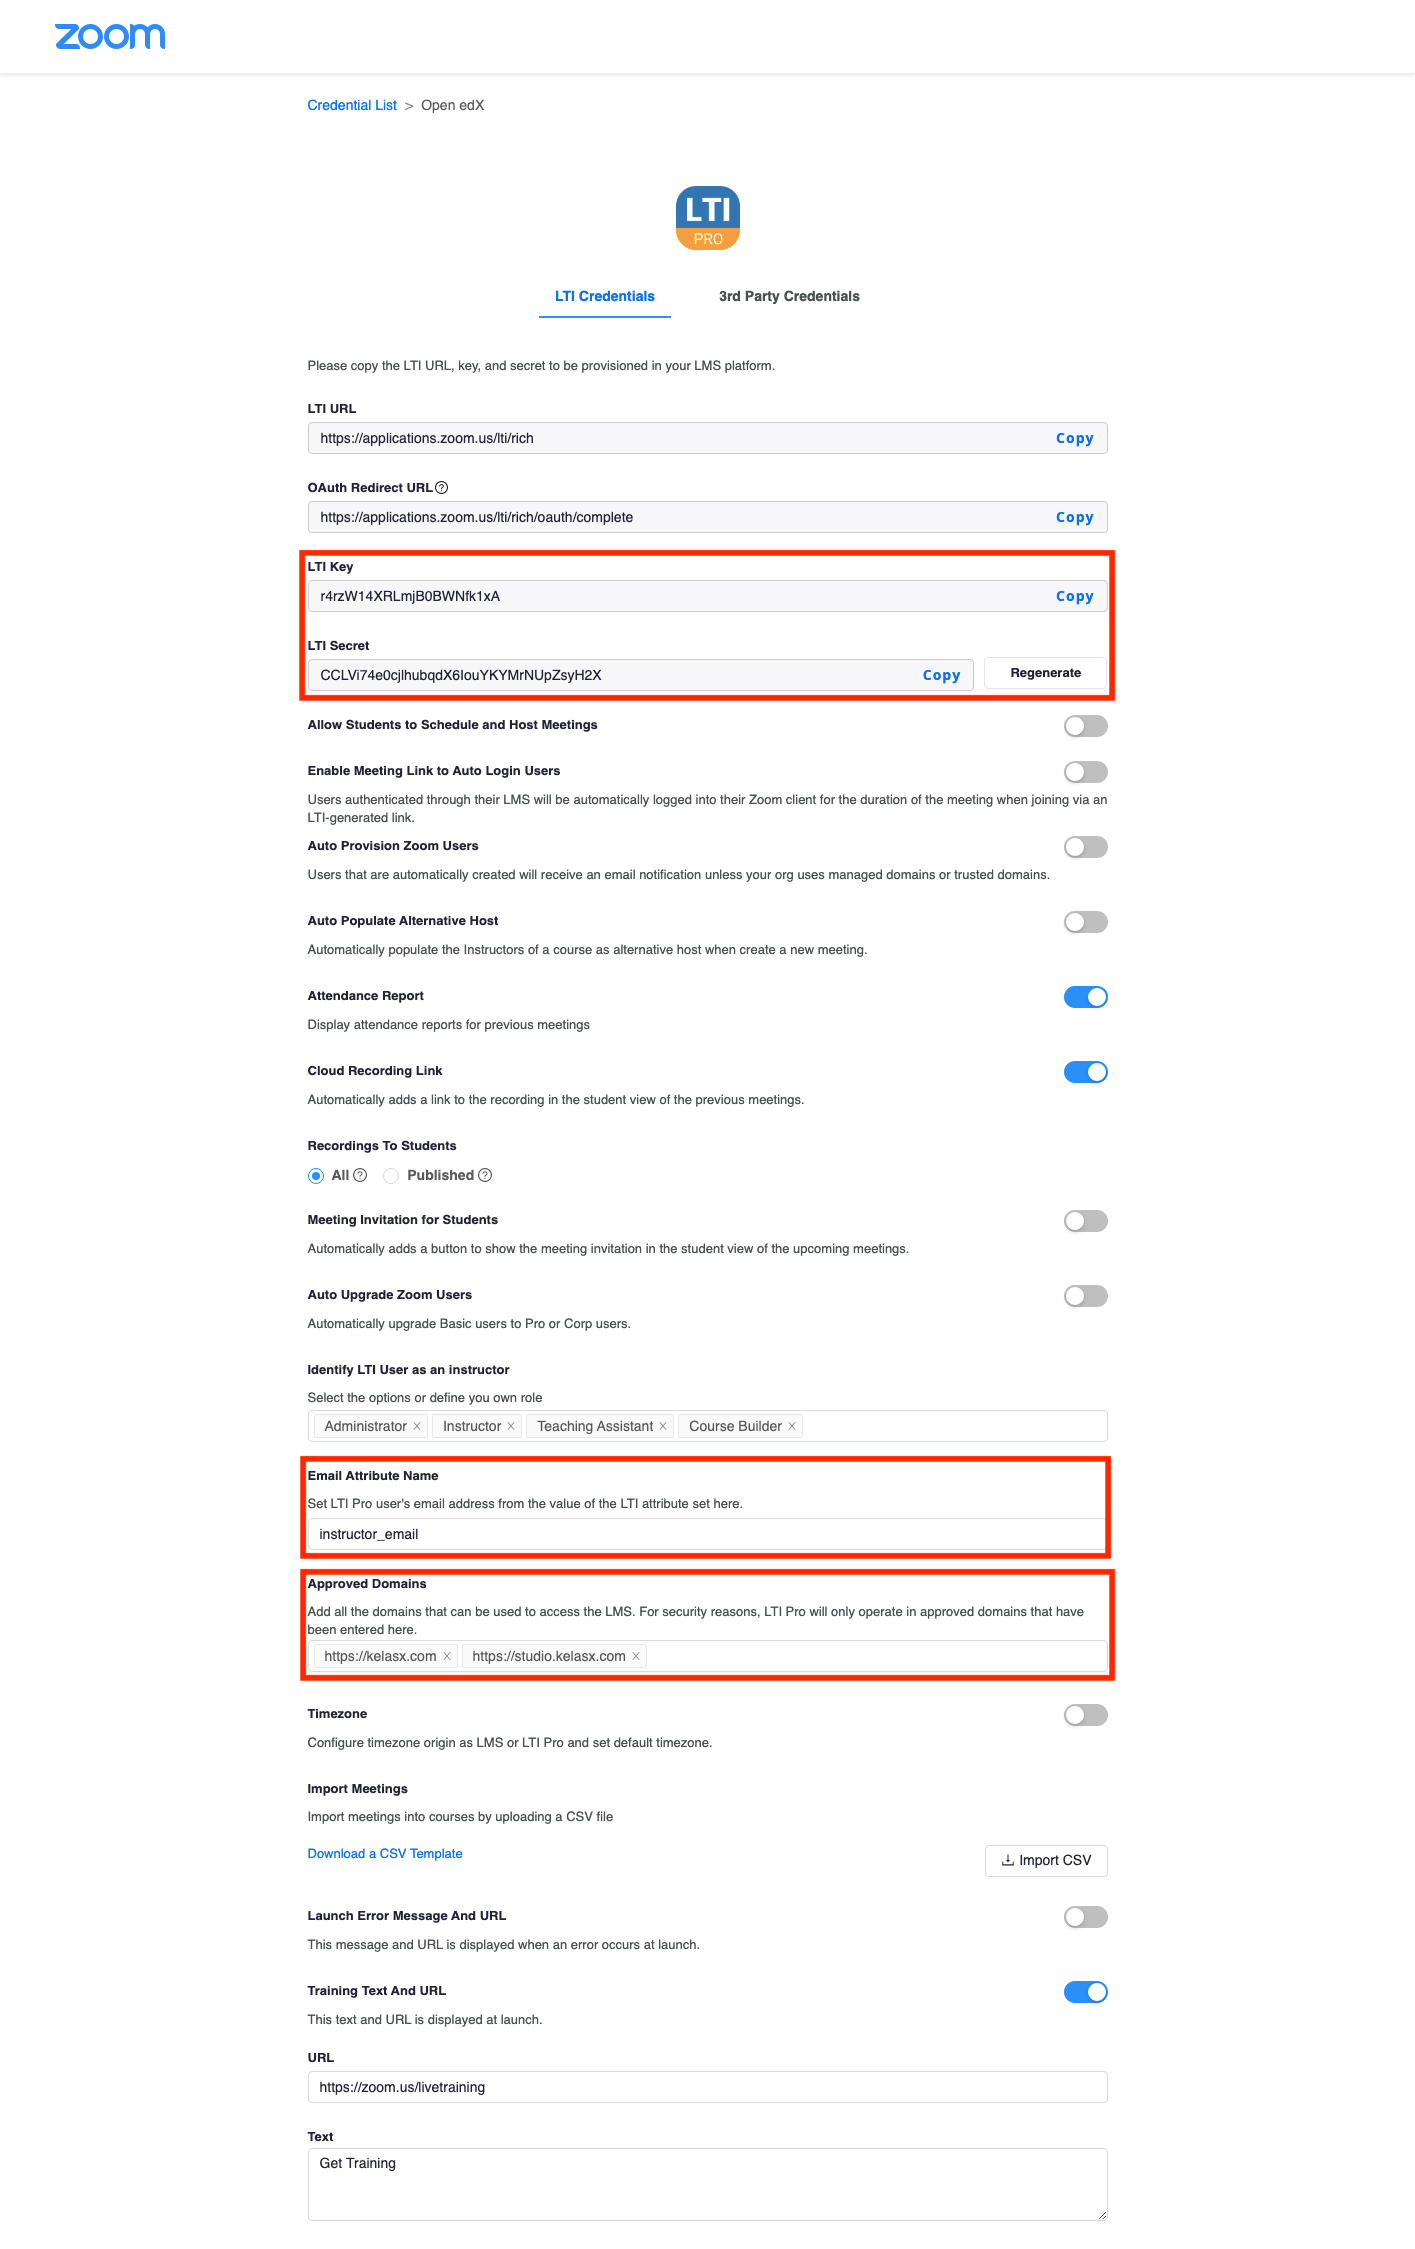 zoom
Credential List > Open edX
LTI
PRO
LTI Credentials 3rd Party Credentials
Please copy the LTI URL, key, and secret to be provisioned in your LMS platform.
LTI URL
https://applications.zoom.us/lti/rich Copy
OAuth Redirect URL ?
https://applications.zoom.us/lti/rich/oauth/complete Copy
LTI Key
r4rzW14XRLmjB0BWNfk1xA Copy
LTI Secret
CCLVi74e0cjlhubqdX6IouYKYMrNUpZsyH2X Copy Regenerate
Allow Students to Schedule and Host Meetings
Enable Meeting Link to Auto Login Users
Users authenticated through their LMS will be automatically logged into their Zoom client for the duration of the meeting when joining via an
LTI-generated link.
Auto Provision Zoom Users
Users that are automatically created will receive an email notification unless your org uses managed domains or trusted domains.
Auto Populate Alternative Host
Automatically populate the Instructors of a course as alternative host when create a new meeting.
Attendance Report
Display attendance reports for previous meetings
Cloud Recording Link
Automatically adds a link to the recording in the student view of the previous meetings.
Recordings To Students
All ? Published ?
Meeting Invitation for Students
Automatically adds a button to show the meeting invitation in the student view of the upcoming meetings.
Auto Upgrade Zoom Users
Automatically upgrade Basic users to Pro or Corp users.
Identify LTI User as an instructor
Select the options or define you own role
Administrator × Instructor × Teaching Assistant × Course Builder ×
Email Attribute Name
Set LTI Pro user's email address from the value of the LTI attribute set here.
instructor_email
Approved Domains
Add all the domains that can be used to access the LMS. For security reasons, LTI Pro will only operate in approved domains that have
been entered here.
https://kelasx.com × https://studio.kelasx.com ×
Timezone
Configure timezone origin as LMS or LTI Pro and set default timezone.
Import Meetings
Import meetings into courses by uploading a CSV file
Download a CSV Template Import CSV
Launch Error Message And URL
This message and URL is displayed when an error occurs at launch.
Training Text And URL
This text and URL is displayed at launch.
URL
https://zoom.us/livetraining
Text
Get Training